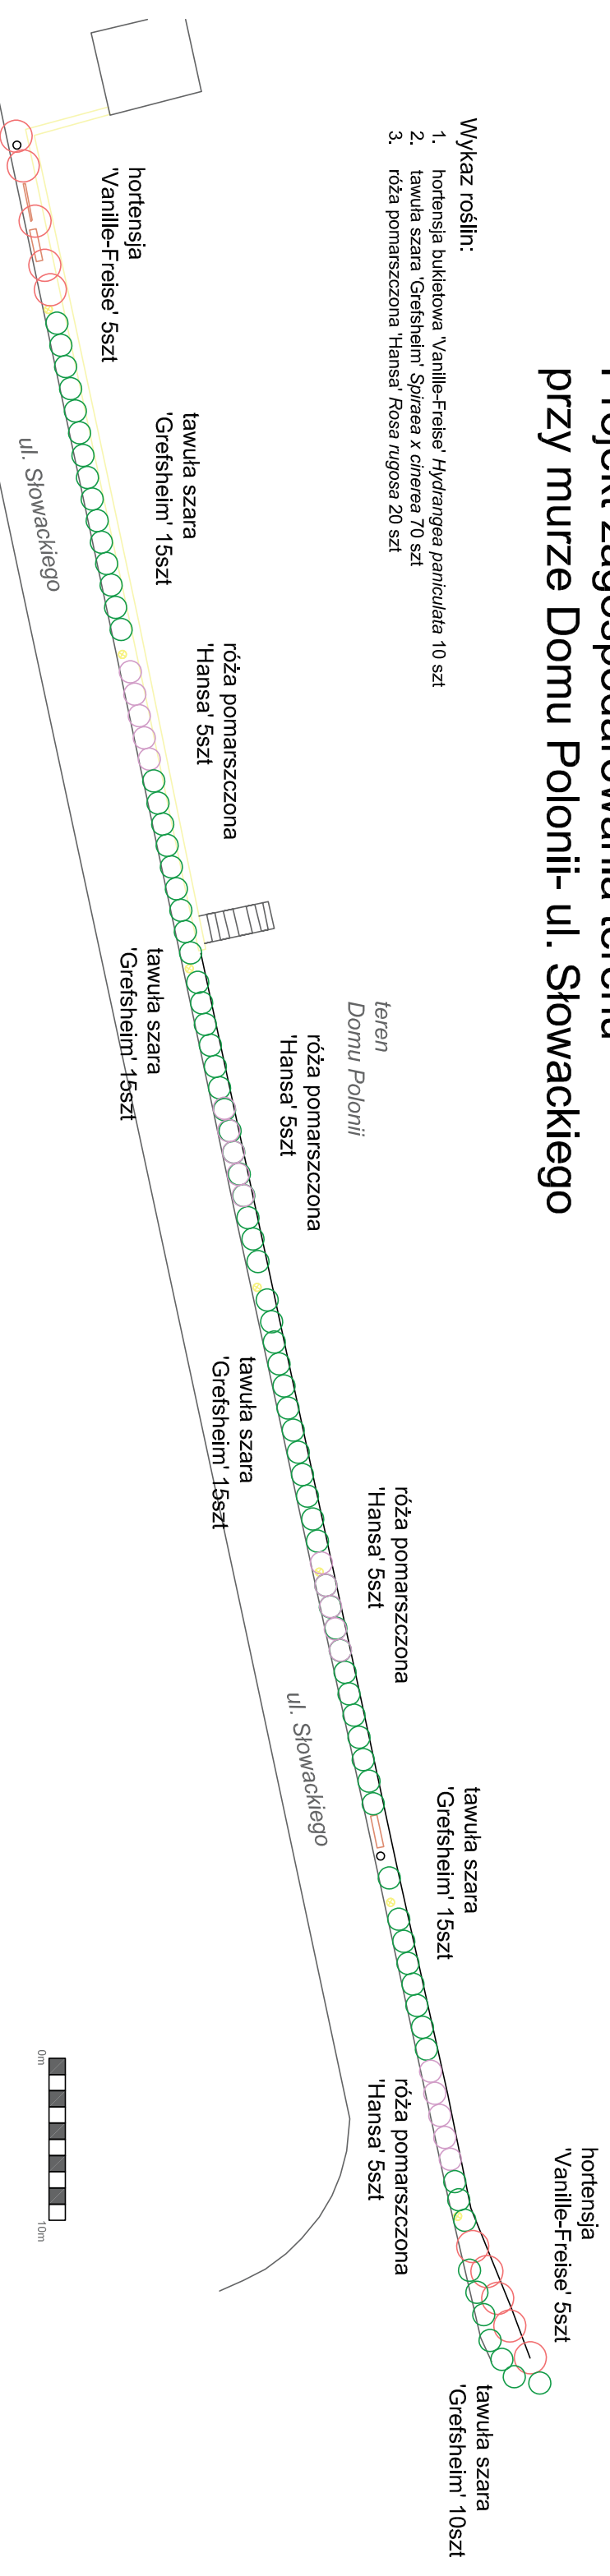 Projekt zagospodarowania terenu
przy murze Domu Polonii- ul. Słowackiego
Wykaz roślin:
1. hortensja bukietowa 'Vanille-Freise' Hydrangea paniculata 10 szt
2. tawuła szara 'Grefsheim' Spiraea x cinerea 70 szt
3. róża pomarszczona 'Hansa' Rosa rugosa 20 szt
hortensja
'Vanille-Freise' 5szt
tawuła szara
'Grefsheim' 15szt
ul. Słowackiego
róża pomarszczona
'Hansa' 5szt
tawuła szara
'Grefsheim' 15szt
teren
Domu Polonii
róża pomarszczona
'Hansa' 5szt
tawuła szara
'Grefsheim' 15szt
róża pomarszczona
'Hansa' 5szt
ul. Słowackiego
tawuła szara
'Grefsheim' 15szt
róża pomarszczona
'Hansa' 5szt
hortensja
'Vanille-Freise' 5szt
tawuła szara
'Grefsheim' 10szt
0m
10m